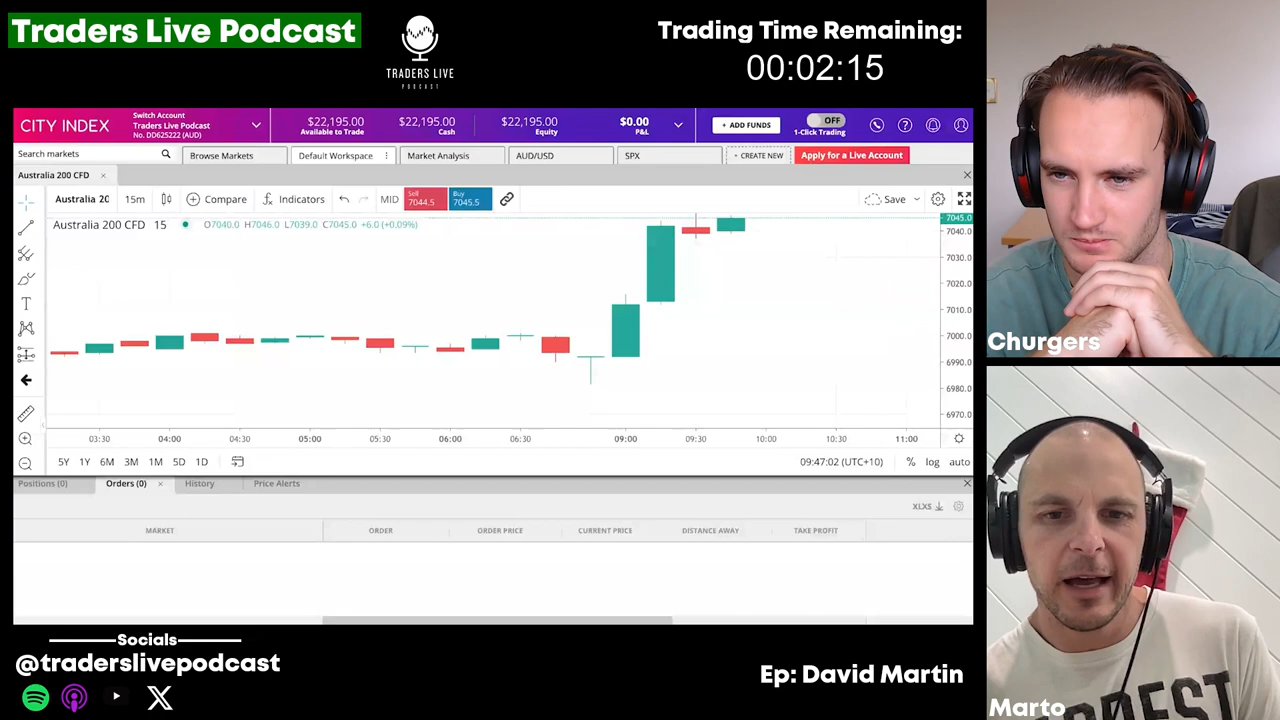 Traders Live Podcast
TRADERS LIVE
PODCAST
Trading Time Remaining:
00:02:15
CITY INDEX
Switch Account
Traders Live Podcast
No. DD625222 (AUD)
$22,195.00
Available to Trade
$22,195.00
Cash
$22,195.00
Equity
$0.00
P&L
+ ADD FUNDS
OFF
1-Click Trading
Search markets
Browse Markets
Default Workspace
Market Analysis
AUD/USD
SPX
+ CREATE NEW
Apply for a Live Account
Australia 200 CFD
Australia 20
15m
Compare
Indicators
MID
Sell
7044.5
Buy
7045.5
Save
Australia 200 CFD 15
O7040.0 H7046.0 L7039.0 C7045.0 +6.0 (+0.09%)
7045.0
7040.0
7030.0
7020.0
7010.0
7000.0
6990.0
6980.0
6970.0
03:30 04:00 04:30 05:00 05:30 06:00 06:30 09:00 09:30 10:00 10:30 11:00
5Y 1Y 6M 3M 1M 5D 1D
09:47:02 (UTC+10)
% log auto
Positions (0)
Orders (0)
History
Price Alerts
XLXS
MARKET ORDER ORDER PRICE CURRENT PRICE DISTANCE AWAY TAKE PROFIT
Socials
@traderslivepodcast
Ep: David Martin
Churgers
Marto